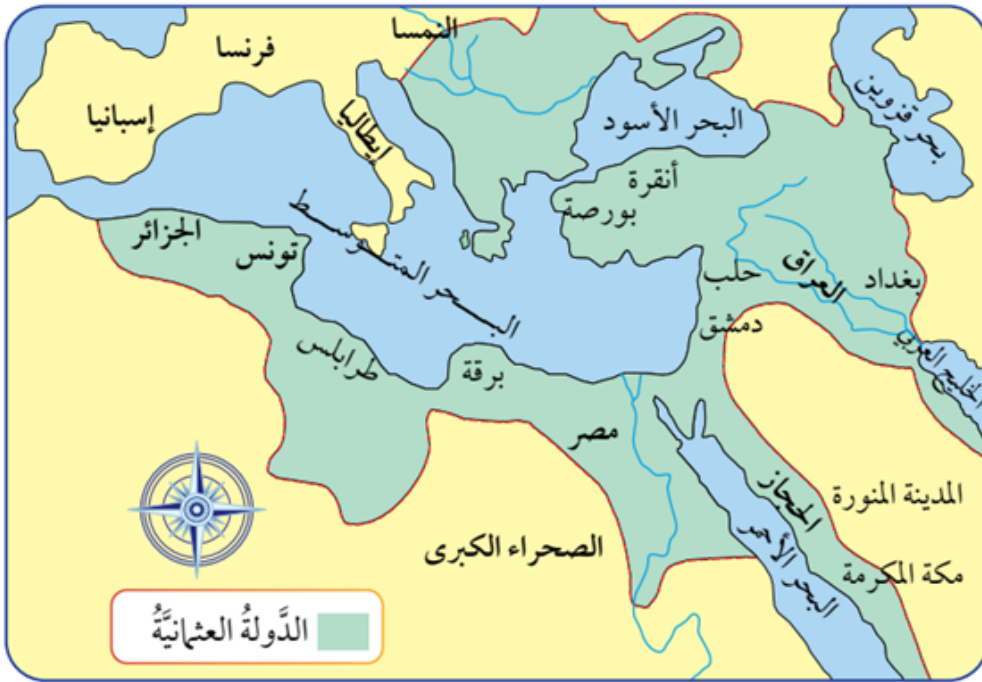 النمسا
فرنسا
إسبانيا
إيطاليا
البحر الأسود
بحر قزوين
أنقرة
بورصة
الجزائر
تونس
البحر المتوسط
حلب
العراق
بغداد
دمشق
الخليج العربي
طرابلس
برقة
مصر
الحجاز
المدينة المنورة
البحر الأحمر
مكة المكرمة
الصحراء الكبرى
الدَّولةُ العثمانيَّةُ